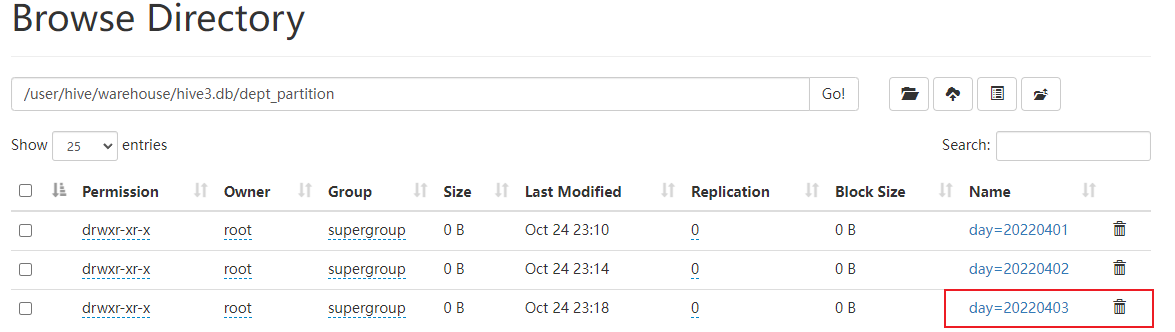 Browse Directory
/user/hive/warehouse/hive3.db/dept_partition Go!
Show 25 entries Search:
Permission Owner Group Size Last Modified Replication Block Size Name
drwxr-xr-x root supergroup 0 B Oct 24 23:10 0 0 B day=20220401
drwxr-xr-x root supergroup 0 B Oct 24 23:14 0 0 B day=20220402
drwxr-xr-x root supergroup 0 B Oct 24 23:18 0 0 B day=20220403